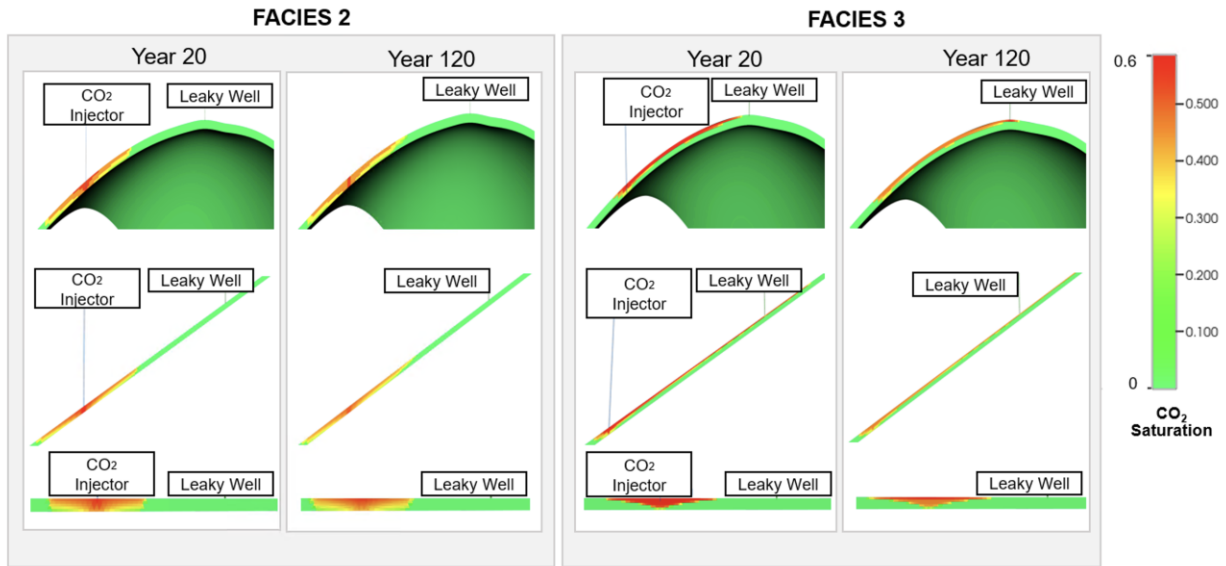 FACIES 2
FACIES 3
Year 20
Year 120
Year 20
Year 120
CO₂
Injector
Leaky Well
Leaky Well
CO₂
Injector
Leaky Well
Leaky Well
CO₂
Injector
Leaky Well
Leaky Well
CO₂
Injector
Leaky Well
Leaky Well
CO₂
Injector
Leaky Well
Leaky Well
CO₂
Injector
Leaky Well
Leaky Well
0.6
0.500
0.400
0.300
0.200
0.100
0
CO₂
Saturation